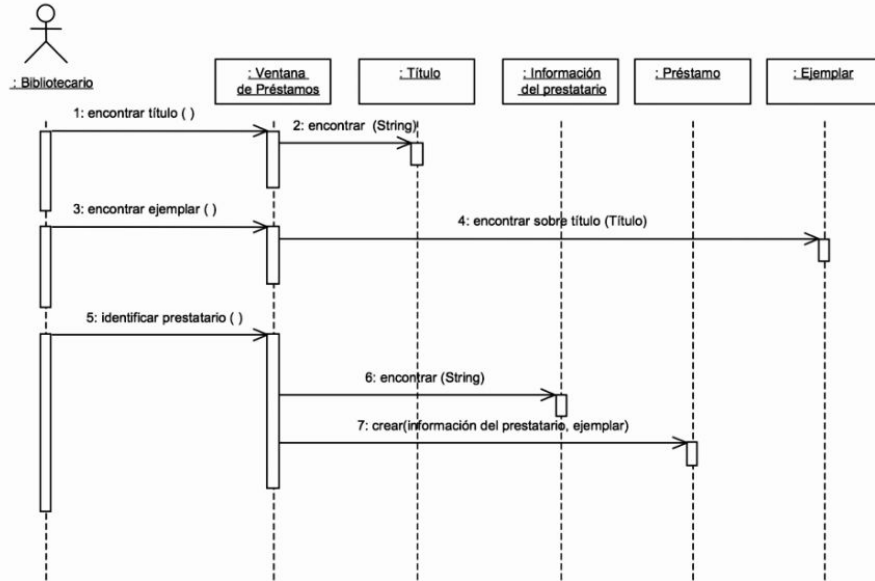 : Bibliotecario
: Ventana
de Préstamos
: Título
: Información
del prestatario
: Préstamo
: Ejemplar
1: encontrar título ( )
2: encontrar (String)
3: encontrar ejemplar ( )
4: encontrar sobre título (Título)
5: identificar prestatario ( )
6: encontrar (String)
7: crear(información del prestatario, ejemplar)